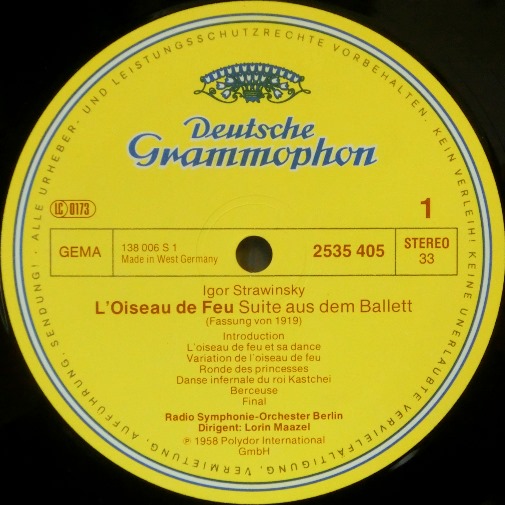 ALLE URHEBER- UND LEISTUNGSSCHUTZRECHTE VORBEHALTEN. KEIN VERLEIH! KEINE UNERLAUBTE VERVIELFÄLTIGUNG, VERMIETUNG, AUFFÜHRUNG, SENDUNG!
Deutsche
Grammophon
LC 0173
1
GEMA
138 006 S 1
Made in West Germany
2535 405
STEREO
33
Igor Strawinsky
L'Oiseau de Feu Suite aus dem Ballett
(Fassung von 1919)
Introduction
L'oiseau de feu et sa dance
Variation de l'oiseau de feu
Ronde des princesses
Danse infernale du roi Kastchei
Berceuse
Final
Radio Symphonie-Orchester Berlin
Dirigent: Lorin Maazel
℗ 1958 Polydor International
GmbH